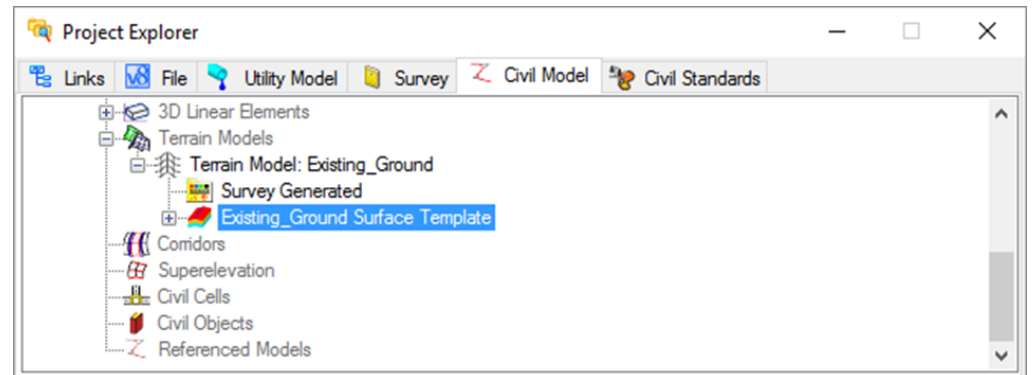 Project Explorer
Links File Utility Model Survey Civil Model Civil Standards
3D Linear Elements
Terrain Models
Terrain Model: Existing_Ground
Survey Generated
Existing_Ground Surface Template
Corridors
Superelevation
Civil Cells
Civil Objects
Referenced Models